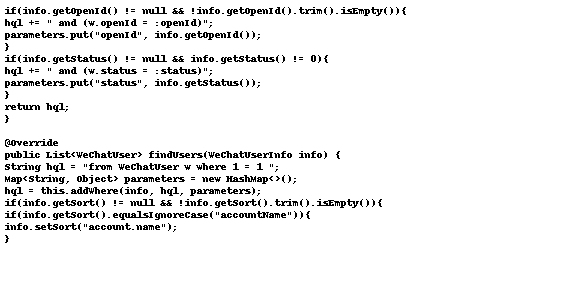 if(info.getOpenId() != null && !info.getOpenId().trim().isEmpty()){
hql += " and (w.openId = :openId)";
parameters.put("openId", info.getOpenId());
}
if(info.getStatus() != null && info.getStatus() != 0){
hql += " and (w.status = :status)";
parameters.put("status", info.getStatus());
}
return hql;
}

@Override
public List<WeChatUser> findUsers(WeChatUserInfo info) {
String hql = "from WeChatUser w where 1 = 1 ";
Map<String, Object> parameters = new HashMap<>();
hql = this.addWhere(info, hql, parameters);
if(info.getSort() != null && !info.getSort().trim().isEmpty()){
if(info.getSort().equalsIgnoreCase("accountName")){
info.setSort("account.name");
}